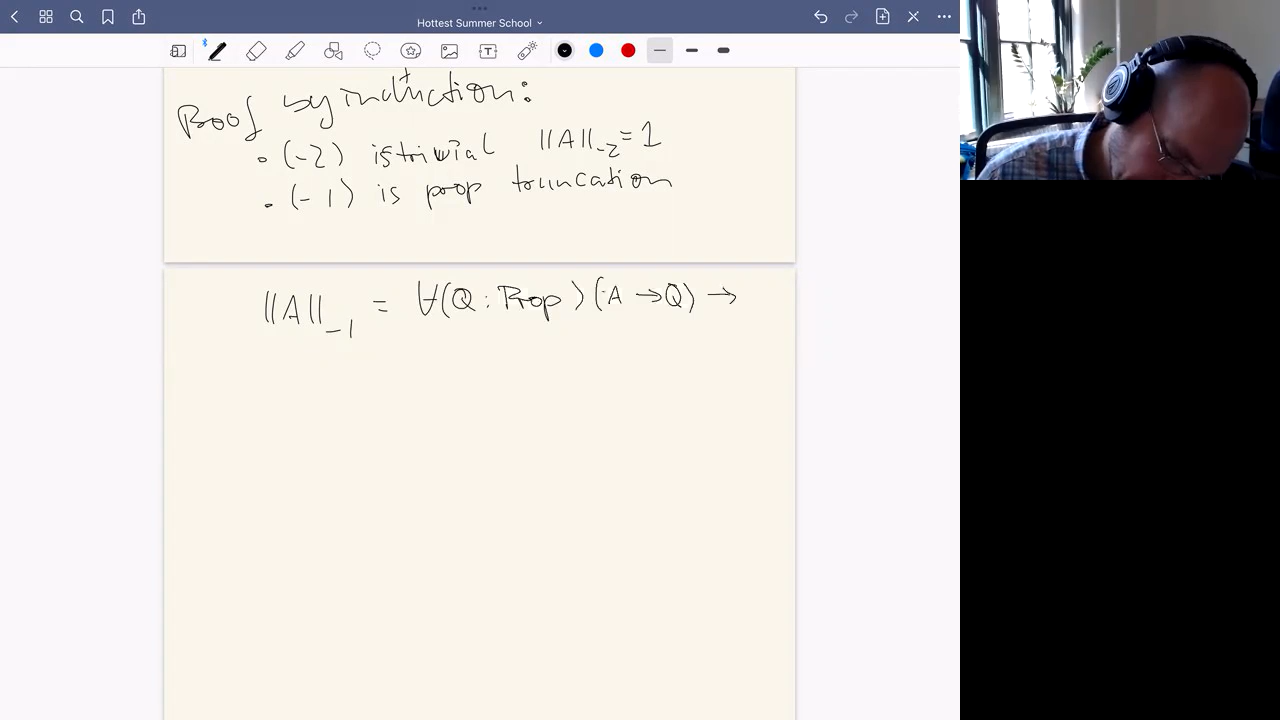 Hottest Summer School
Proof by induction:
• (-2) is trivial ||A||₋₂ = 1
• (-1) is prop truncation
||A||₋₁ = ∀(Q : Prop)(A → Q) →